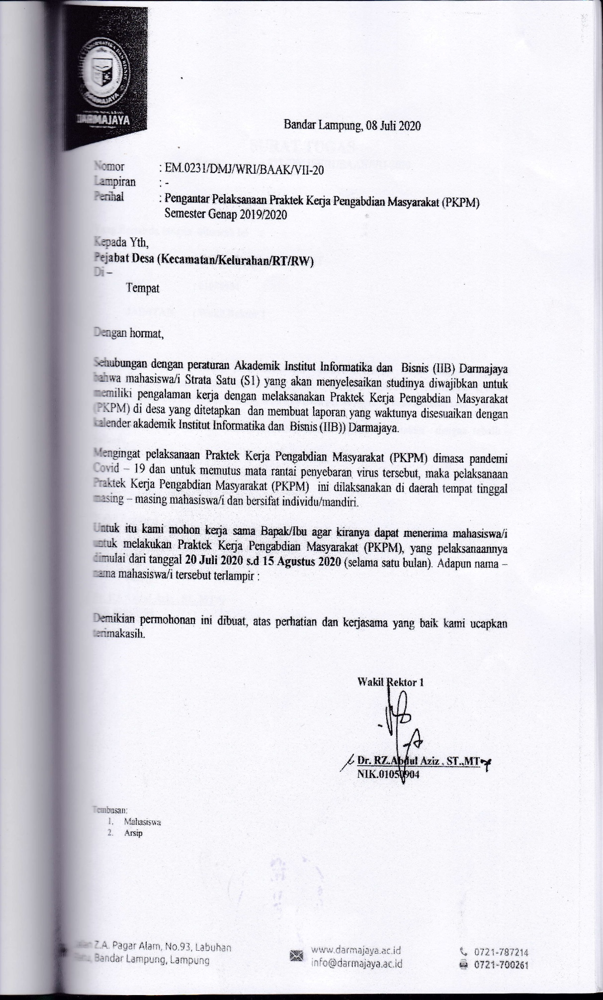 INFORMATIKA DAN BISNIS
DARMAJAYA
DARMAJAYA
Bandar Lampung, 08 Juli 2020
Nomor : EM.0231/DMJ/WRI/BAAK/VII-20
Lampiran : -
Perihal : Pengantar Pelaksanaan Praktek Kerja Pengabdian Masyarakat (PKPM)
Semester Genap 2019/2020
Kepada Yth,
Pejabat Desa (Kecamatan/Kelurahan/RT/RW)
Di –
Tempat
Dengan hormat,
Sehubungan dengan peraturan Akademik Institut Informatika dan Bisnis (IIB) Darmajaya
bahwa mahasiswa/i Strata Satu (S1) yang akan menyelesaikan studinya diwajibkan untuk
memiliki pengalaman kerja dengan melaksanakan Praktek Kerja Pengabdian Masyarakat
(PKPM) di desa yang ditetapkan dan membuat laporan yang waktunya disesuaikan dengan
kalender akademik Institut Informatika dan Bisnis (IIB)) Darmajaya.
Mengingat pelaksanaan Praktek Kerja Pengabdian Masyarakat (PKPM) dimasa pandemi
Covid – 19 dan untuk memutus mata rantai penyebaran virus tersebut, maka pelaksanaan
Praktek Kerja Pengabdian Masyarakat (PKPM) ini dilaksanakan di daerah tempat tinggal
masing – masing mahasiswa/i dan bersifat individu/mandiri.
Untuk itu kami mohon kerja sama Bapak/Ibu agar kiranya dapat menerima mahasiswa/i
untuk melakukan Praktek Kerja Pengabdian Masyarakat (PKPM), yang pelaksanaannya
dimulai dari tanggal 20 Juli 2020 s.d 15 Agustus 2020 (selama satu bulan). Adapun nama –
nama mahasiswa/i tersebut terlampir :
Demikian permohonan ini dibuat, atas perhatian dan kerjasama yang baik kami ucapkan
terimakasih.
Wakil Rektor 1
Dr. RZ.Abdul Aziz , ST.,MT
NIK.01050904
Tembusan:
1. Mahasiswa
2. Arsip
Jalan Z.A. Pagar Alam, No.93, Labuhan
Ratu, Bandar Lampung, Lampung
www.darmajaya.ac.id
info@darmajaya.ac.id
0721-787214
0721-700261